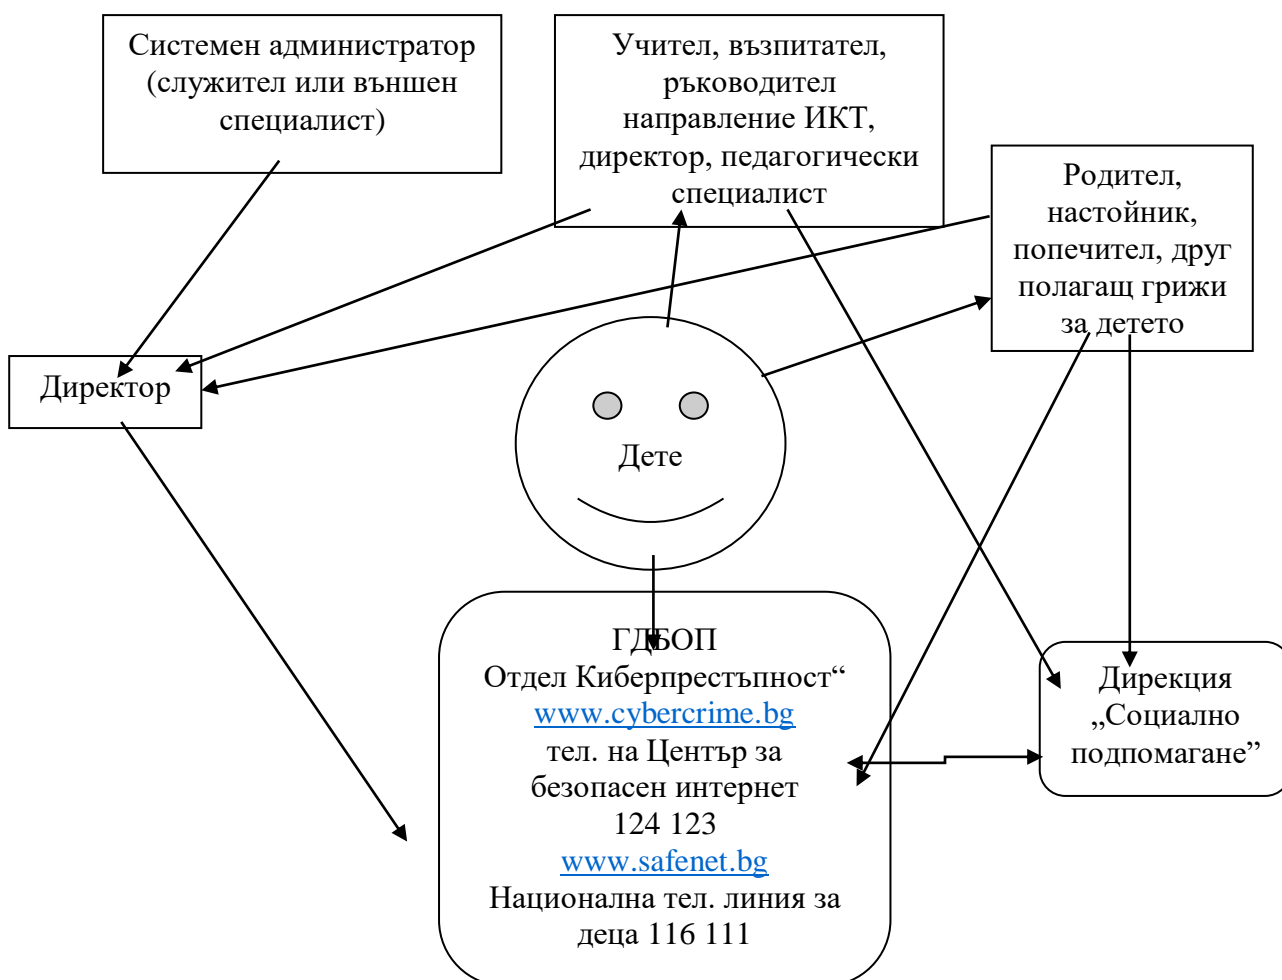 Системен администратор
(служител или външен
специалист)
Учител, възпитател,
ръководител
направление ИКТ,
директор, педагогически
специалист
Родител,
настойник,
попечител, друг
полагащ грижи
за детето
Директор
Дете
ГДБОП
Отдел Киберпрестъпност“
www.cybercrime.bg
тел. на Център за
безопасен интернет
124 123
www.safenet.bg
Национална тел. линия за
деца 116 111
Дирекция
„Социално
подпомагане”